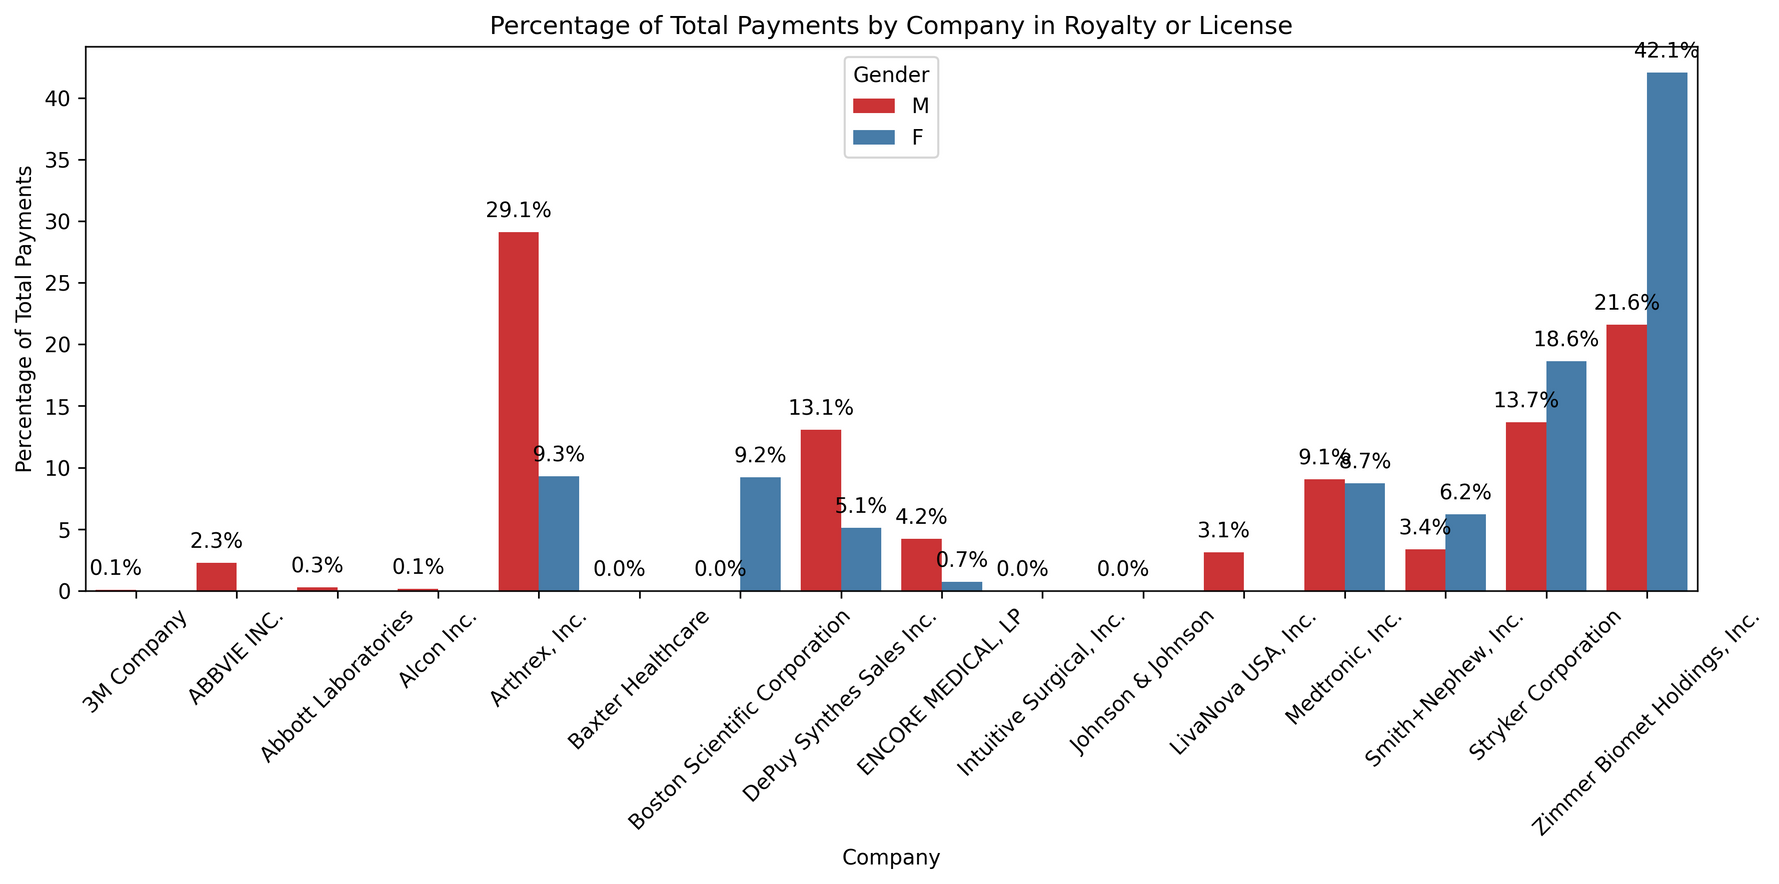 Percentage of Total Payments by Company in Royalty or License
Percentage of Total Payments
40
35
30
25
20
15
10
5
0
Gender
M
F
0.1%
2.3%
0.3%
0.1%
29.1%
9.3%
0.0%
0.0%
9.2%
13.1%
5.1%
4.2%
0.7%
0.0%
0.0%
3.1%
9.1%
8.7%
3.4%
6.2%
13.7%
18.6%
21.6%
42.1%
3M Company
ABBVIE INC.
Abbott Laboratories
Alcon Inc.
Arthrex, Inc.
Baxter Healthcare
Boston Scientific Corporation
DePuy Synthes Sales Inc.
ENCORE MEDICAL, LP
Intuitive Surgical, Inc.
Johnson & Johnson
LivaNova USA, Inc.
Medtronic, Inc.
Smith+Nephew, Inc.
Stryker Corporation
Zimmer Biomet Holdings, Inc.
Company